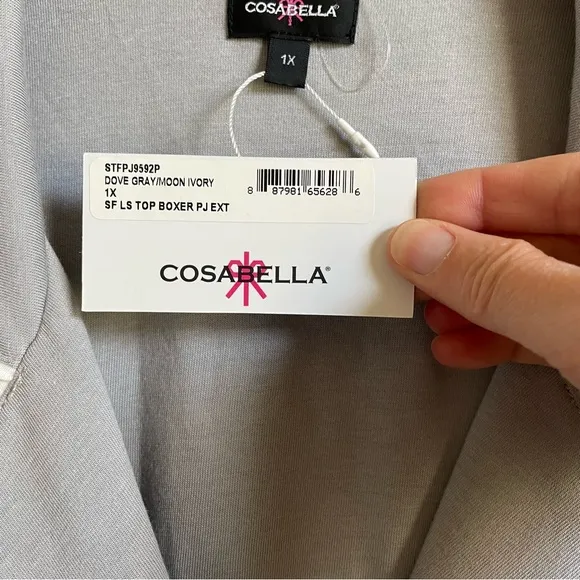 COSABELLA
1X
STFPJ9592P
DOVE GRAY/MOON IVORY
1X
SF LS TOP BOXER PJ EXT
8 87981 65628 6
COSABELLA®